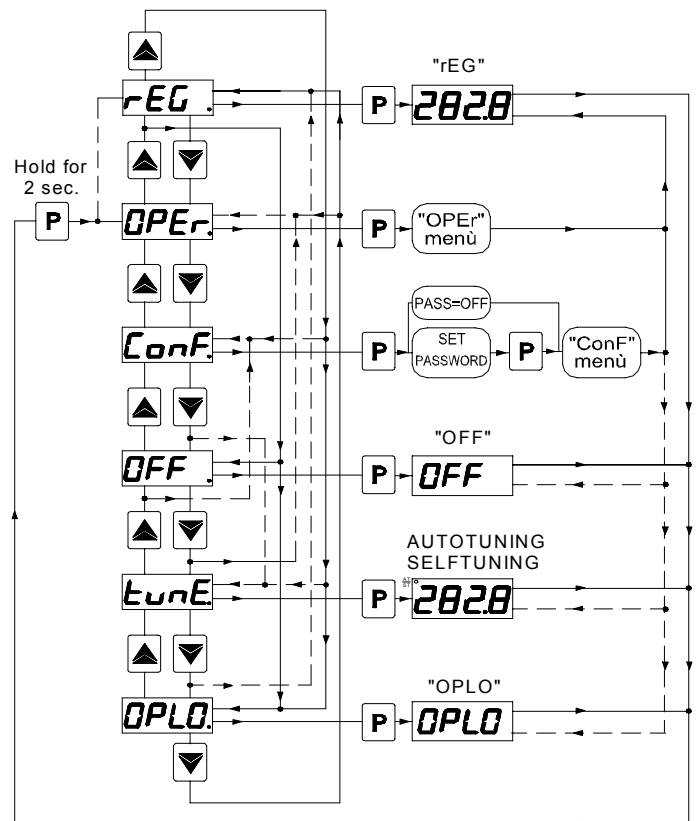 "rEG"
rEG .
P
282.8
Hold for
2 sec.
P
OPEr.
P
"OPEr"
menù
ConF.
P
PASS=OFF
SET
PASSWORD
P
"ConF"
menù
"OFF"
OFF .
P
OFF
AUTOTUNING
SELFTUNING
tunE.
P
282.8
"OPLO"
OPLO.
P
OPLO